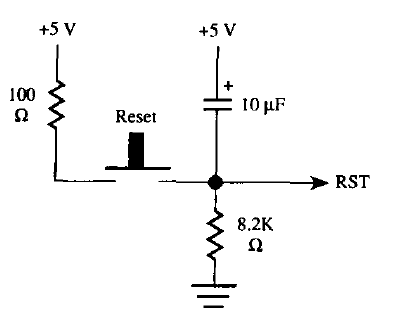 +5 V
+5 V
100
Ω
Reset
+
10 µF
RST
8.2K
Ω